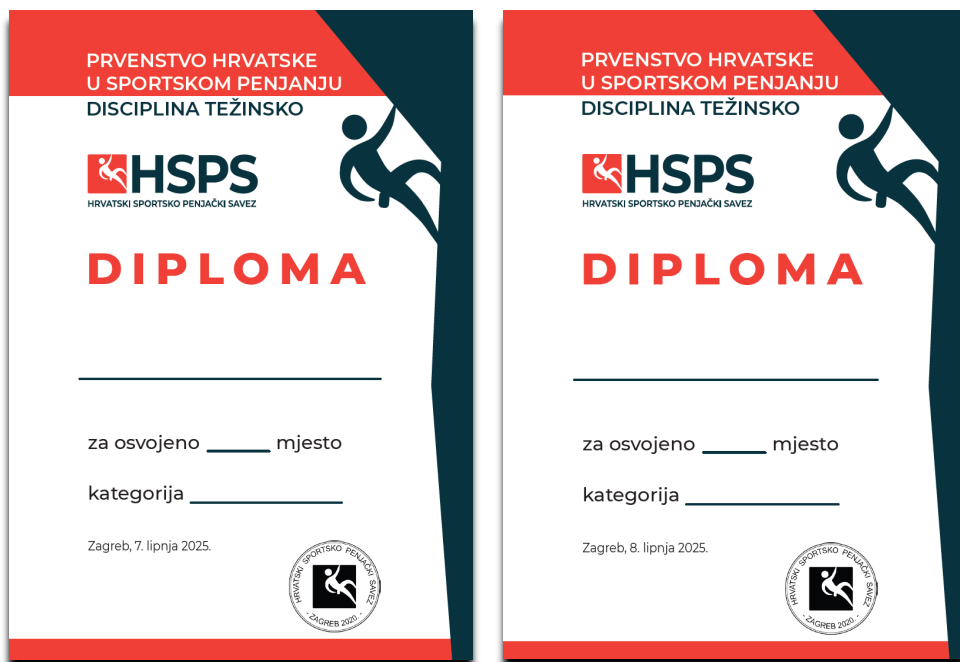 PRVENSTVO HRVATSKE
U SPORTSKOM PENJANJU
DISCIPLINA TEŽINSKO
HSPS
HRVATSKI SPORTSKO PENJAČKI SAVEZ
DIPLOMA
za osvojeno ______ mjesto
kategorija ______________
Zagreb, 7. lipnja 2025.
HRVATSKI SPORTSKO PENJAČKI SAVEZ
- ZAGREB 2020. -
PRVENSTVO HRVATSKE
U SPORTSKOM PENJANJU
DISCIPLINA TEŽINSKO
HSPS
HRVATSKI SPORTSKO PENJAČKI SAVEZ
DIPLOMA
za osvojeno ______ mjesto
kategorija ______________
Zagreb, 8. lipnja 2025.
HRVATSKI SPORTSKO PENJAČKI SAVEZ
- ZAGREB 2020. -